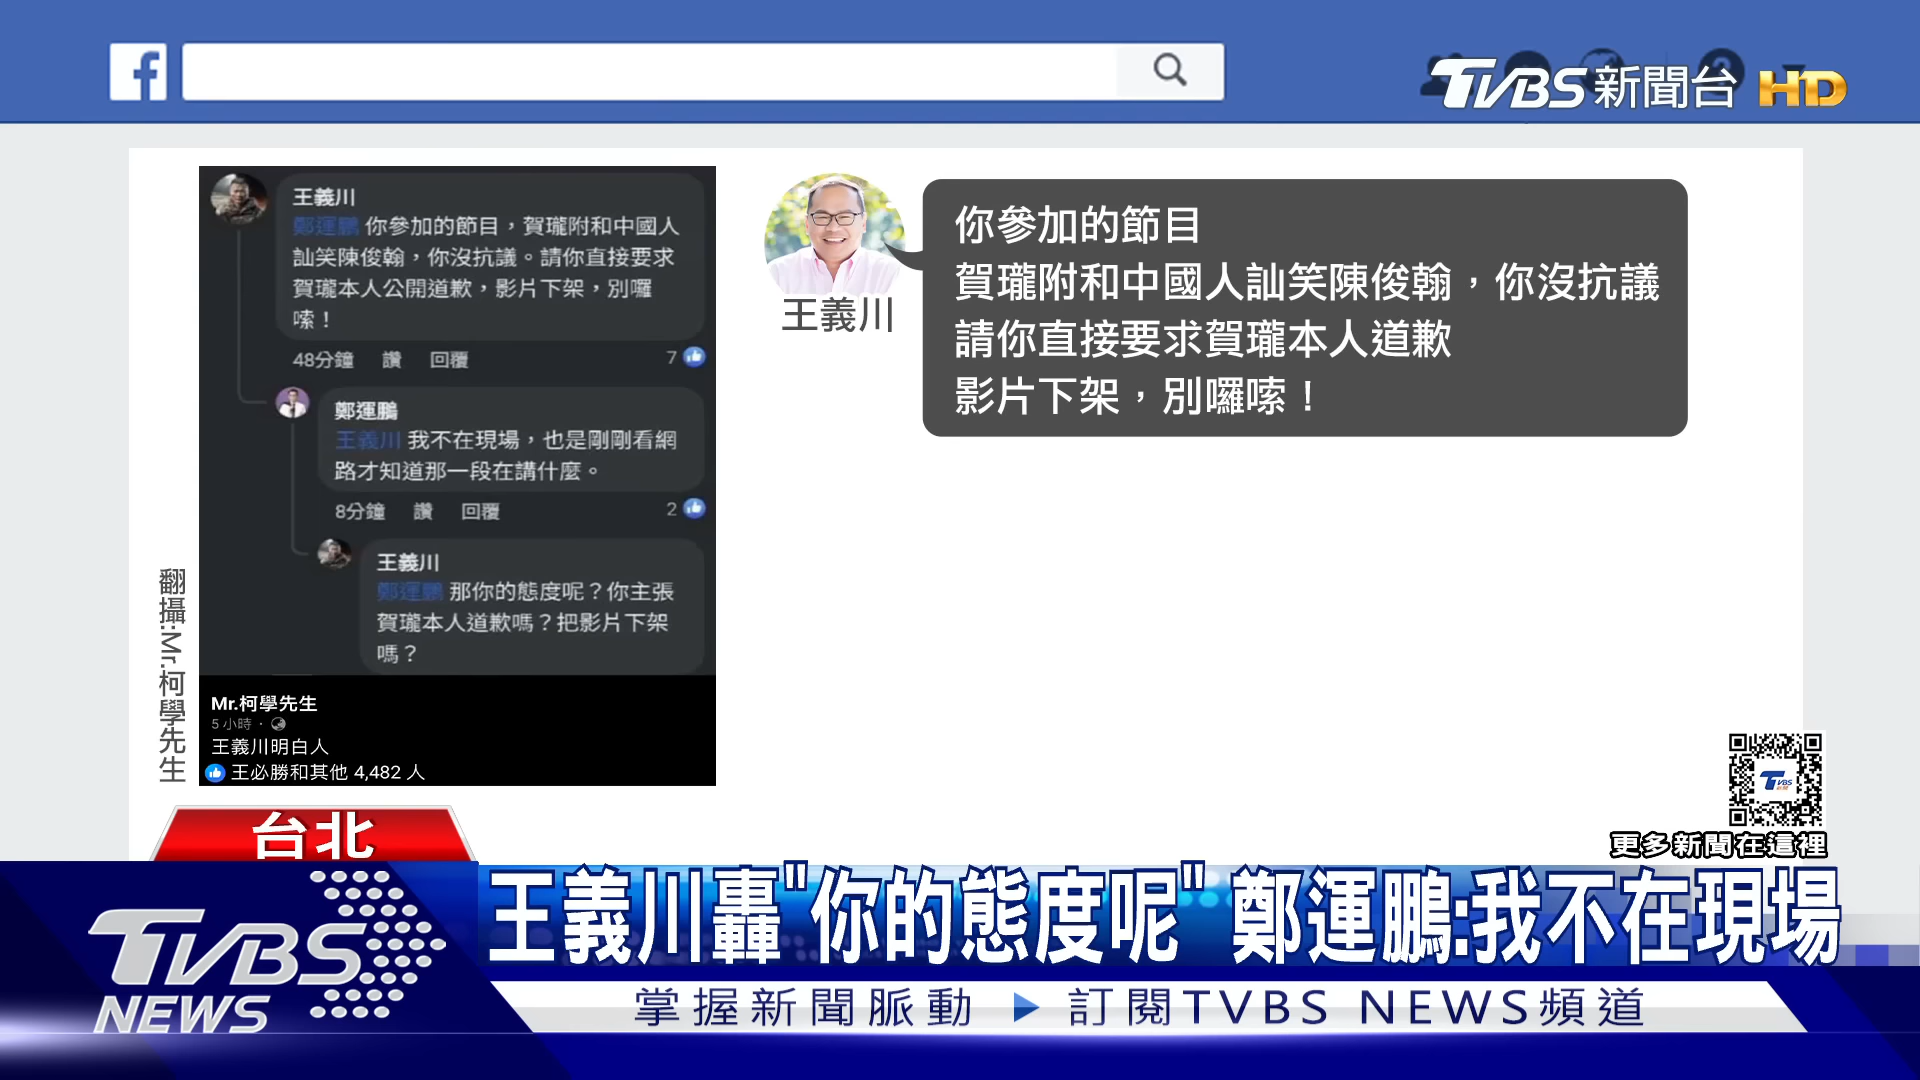 TVBS新聞台 HD
王義川
鄭運鵬 你參加的節目，賀瓏附和中國人
訕笑陳俊翰，你沒抗議。請你直接要求
賀瓏本人公開道歉，影片下架，別囉
嗦！
48分鐘 讚 回覆 7
鄭運鵬
王義川 我不在現場，也是剛剛看網
路才知道那一段在講什麼。
8分鐘 讚 回覆 2
王義川
鄭運鵬 那你的態度呢？你主張
賀瓏本人道歉嗎？把影片下架
嗎？
Mr.柯學先生
5 小時 ·
王義川明白人
王必勝和其他 4,482 人
翻攝:Mr.柯學先生
王義川
你參加的節目
賀瓏附和中國人訕笑陳俊翰，你沒抗議
請你直接要求賀瓏本人道歉
影片下架，別囉嗦！
TVBS
更多新聞在這裡
台北
王義川轟"你的態度呢" 鄭運鵬:我不在現場
TVBS
NEWS
掌握新聞脈動 ▶ 訂閱TVBS NEWS頻道